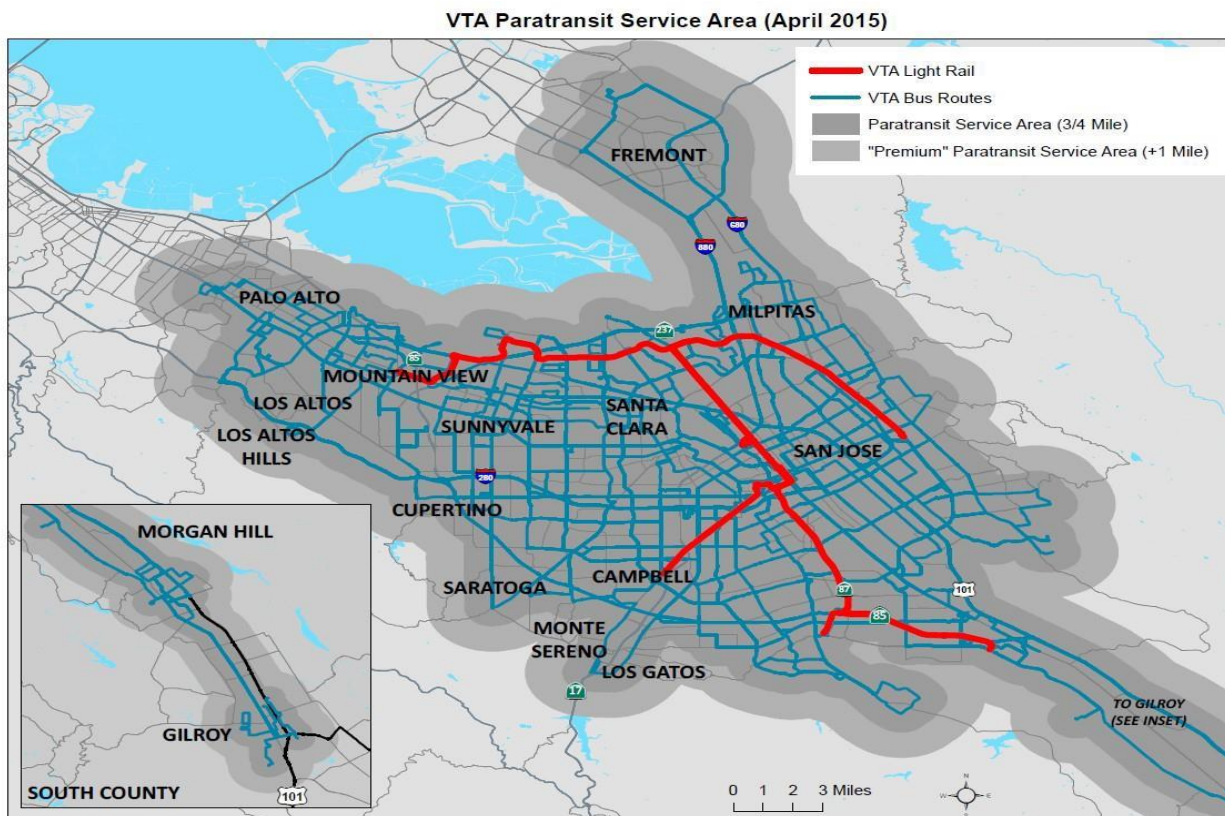 VTA Paratransit Service Area (April 2015)
VTA Light Rail
VTA Bus Routes
Paratransit Service Area (3/4 Mile)
"Premium" Paratransit Service Area (+1 Mile)
FREMONT
680
880
PALO ALTO
MILPITAS
237
85
MOUNTAIN VIEW
LOS ALTOS
SANTA
CLARA
SUNNYVALE
LOS ALTOS
HILLS
SAN JOSE
280
CUPERTINO
MORGAN HILL
SARATOGA
CAMPBELL
87
101
85
MONTE
SERENO
LOS GATOS
17
TO GILROY
(SEE INSET)
GILROY
SOUTH COUNTY
101
0 1 2 3 Miles
N
W
E
S